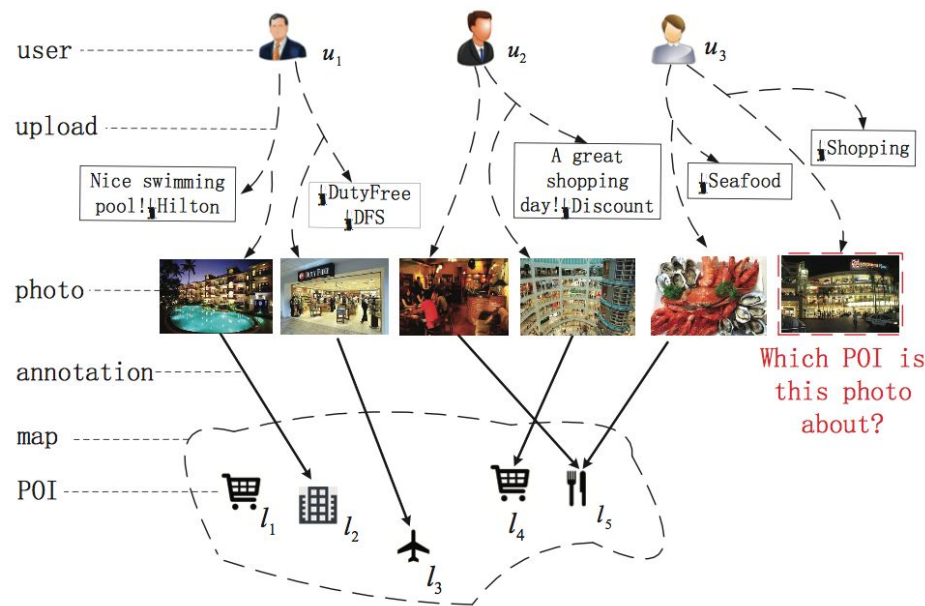 user
u1
u2
u3
upload
Nice swimming
pool! Hilton
DutyFree
DFS
A great
shopping
day! Discount
Seafood
Shopping
photo
annotation
Which POI is
this photo
about?
map
POI
l1
l2
l3
l4
l5